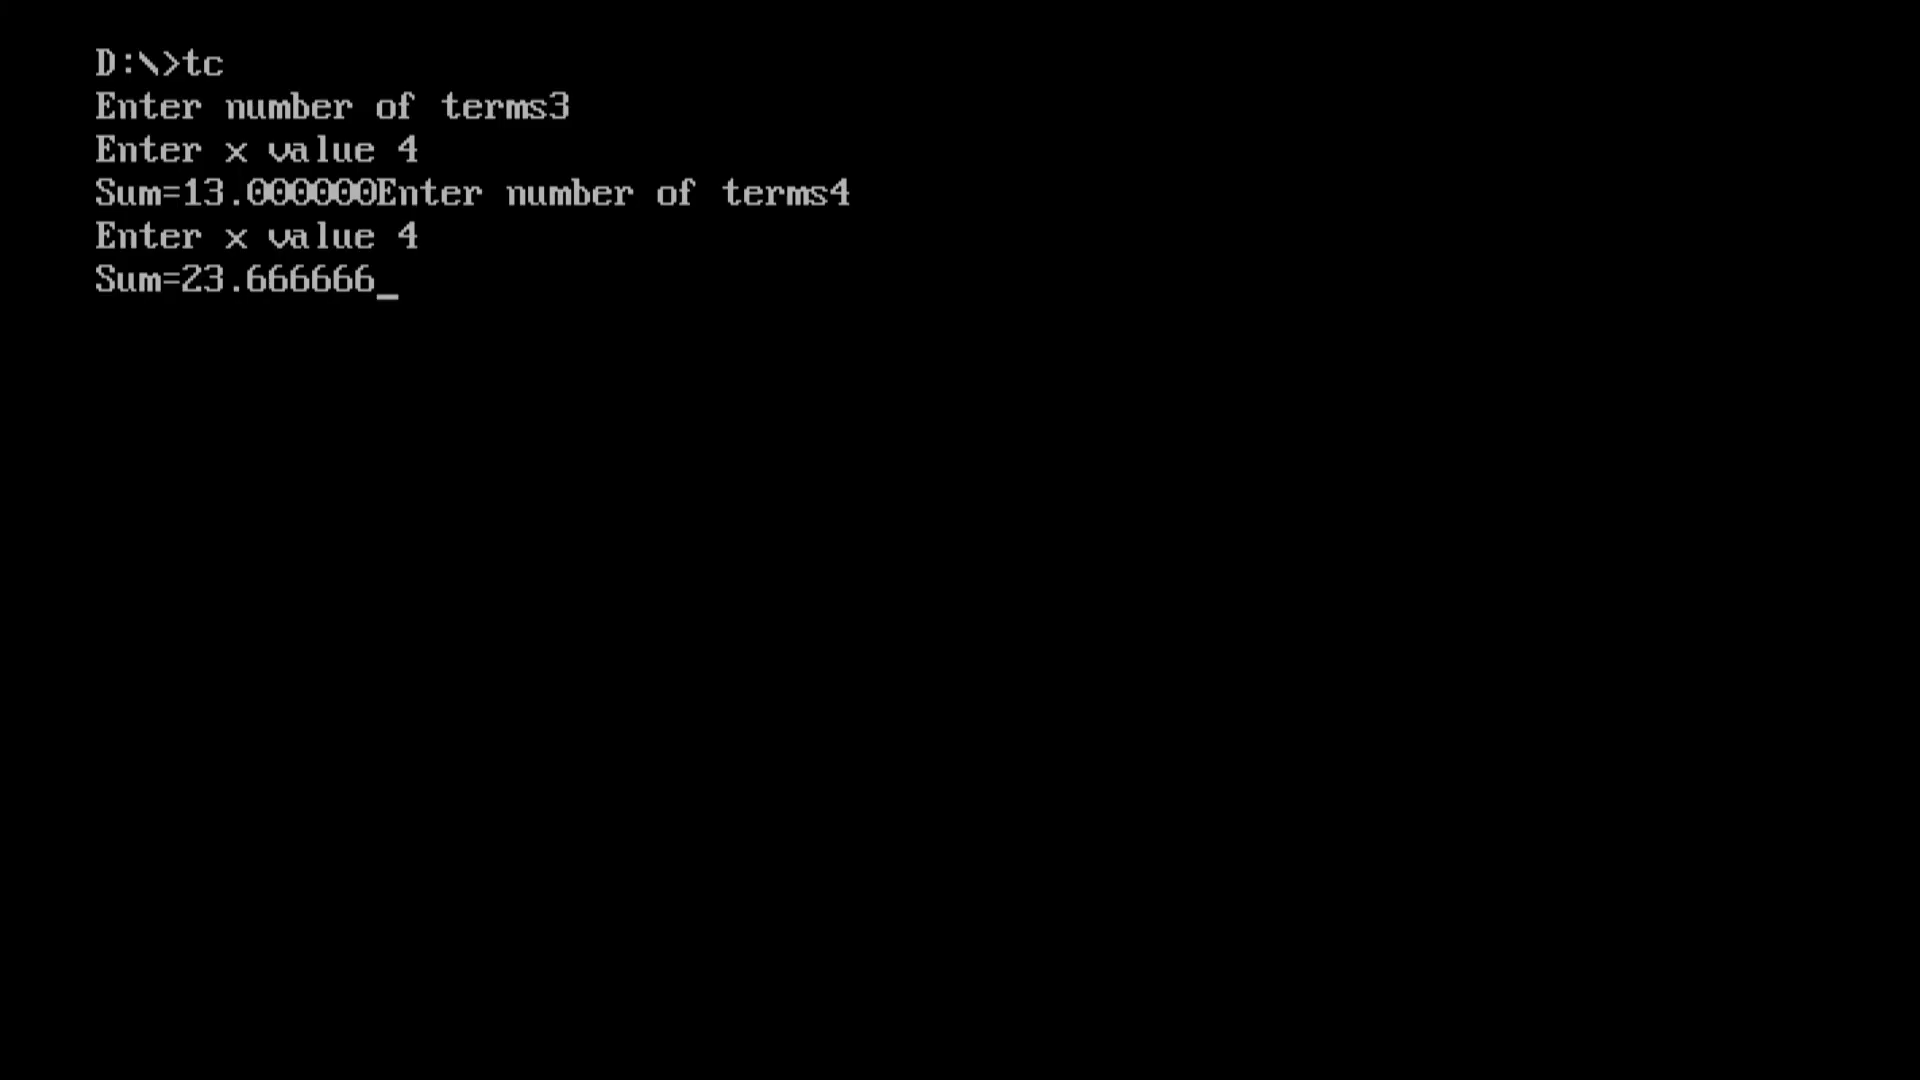 D:\>tc
Enter number of terms3
Enter x value 4
Sum=13.000000Enter number of terms4
Enter x value 4
Sum=23.666666_